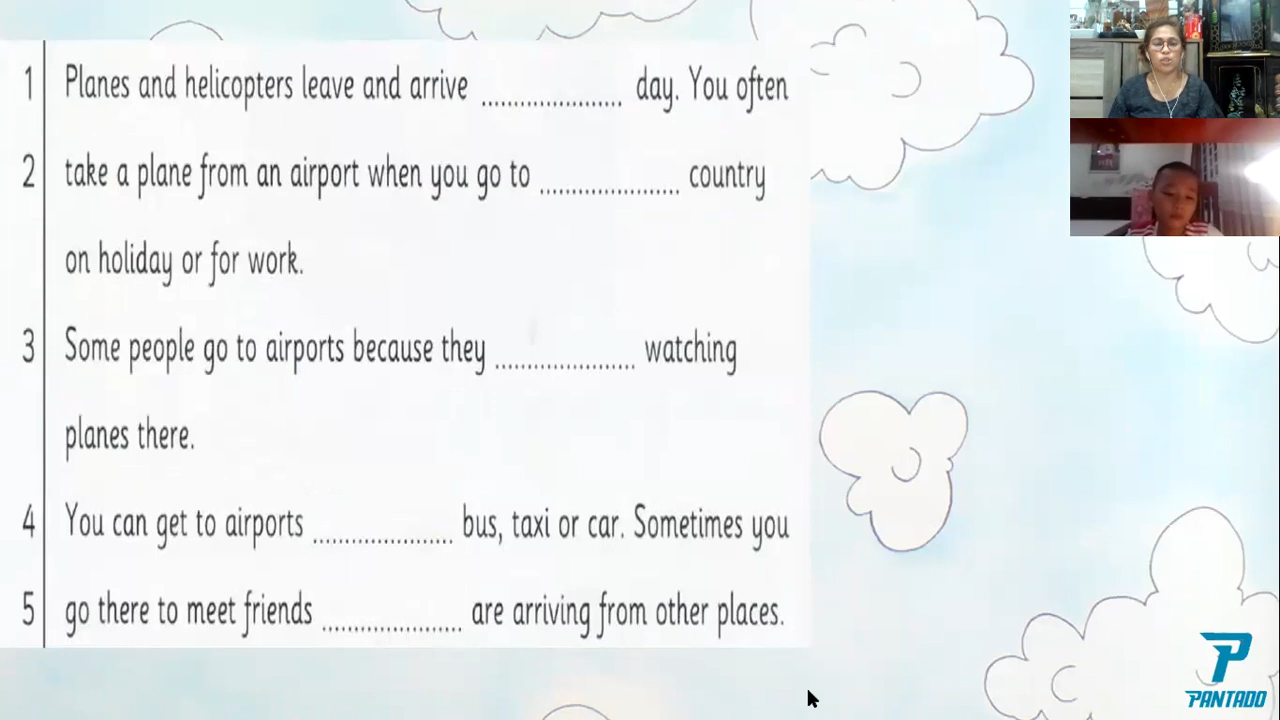 1 Planes and helicopters leave and arrive ...................... day. You often
2 take a plane from an airport when you go to ...................... country
on holiday or for work.
3 Some people go to airports because they ...................... watching
planes there.
4 You can get to airports ...................... bus, taxi or car. Sometimes you
5 go there to meet friends ...................... are arriving from other places.
PANTADO